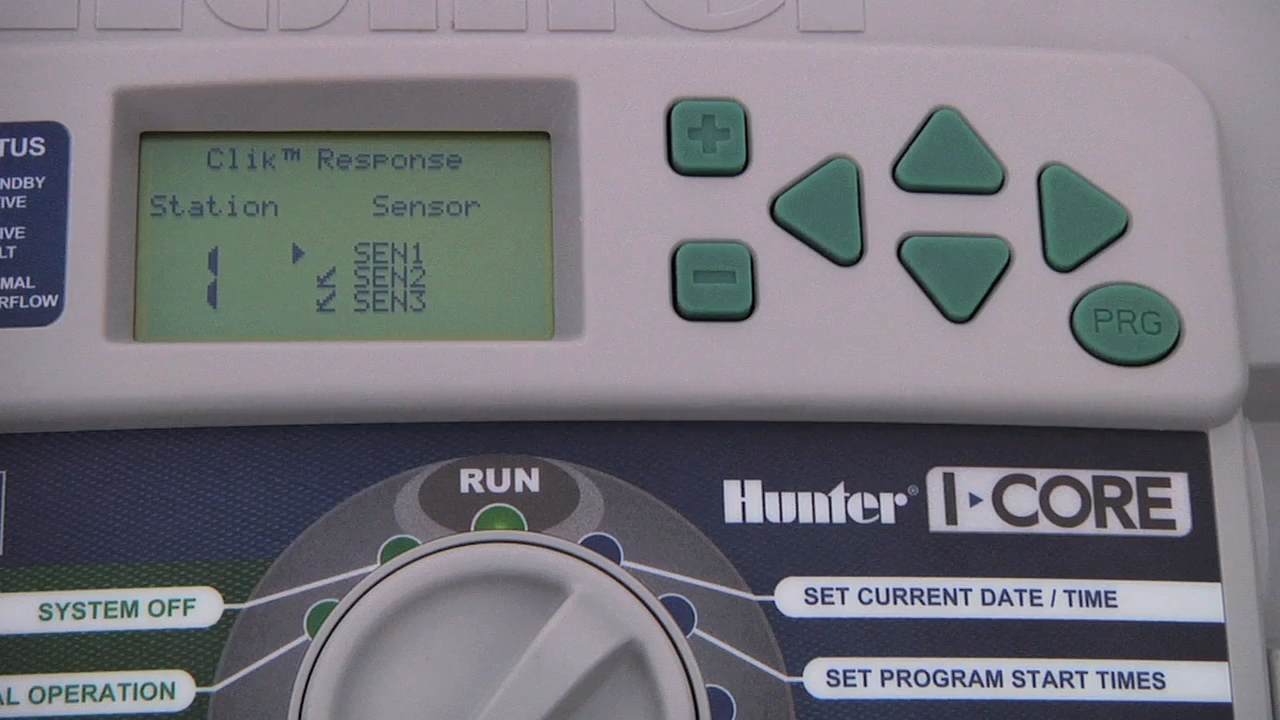 Hunter
Clik™ Response
Station Sensor
1 SEN1
SEN2
SEN3
TUS
NDBY
IVE
IVE
LT
MAL
RFLOW
PRG
RUN
Hunter® I CORE
SYSTEM OFF
SET CURRENT DATE / TIME
AL OPERATION
SET PROGRAM START TIMES